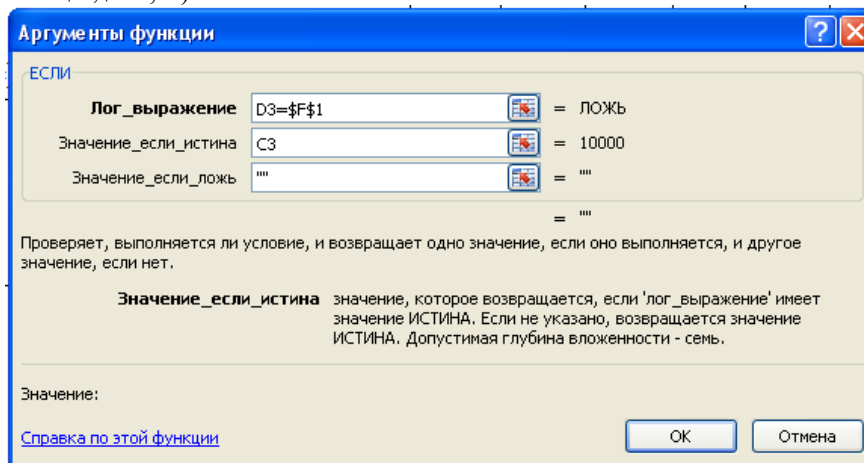 Аргументы функции
ЕСЛИ
Лог_выражение D3=$F$1 = ЛОЖЬ
Значение_если_истина C3 = 10000
Значение_если_ложь "" = ""
= ""
Проверяет, выполняется ли условие, и возвращает одно значение, если оно выполняется, и другое
значение, если нет.
Значение_если_истина значение, которое возвращается, если 'лог_выражение' имеет
значение ИСТИНА. Если не указано, возвращается значение
ИСТИНА. Допустимая глубина вложенности - семь.
Значение:
Справка по этой функции OK Отмена